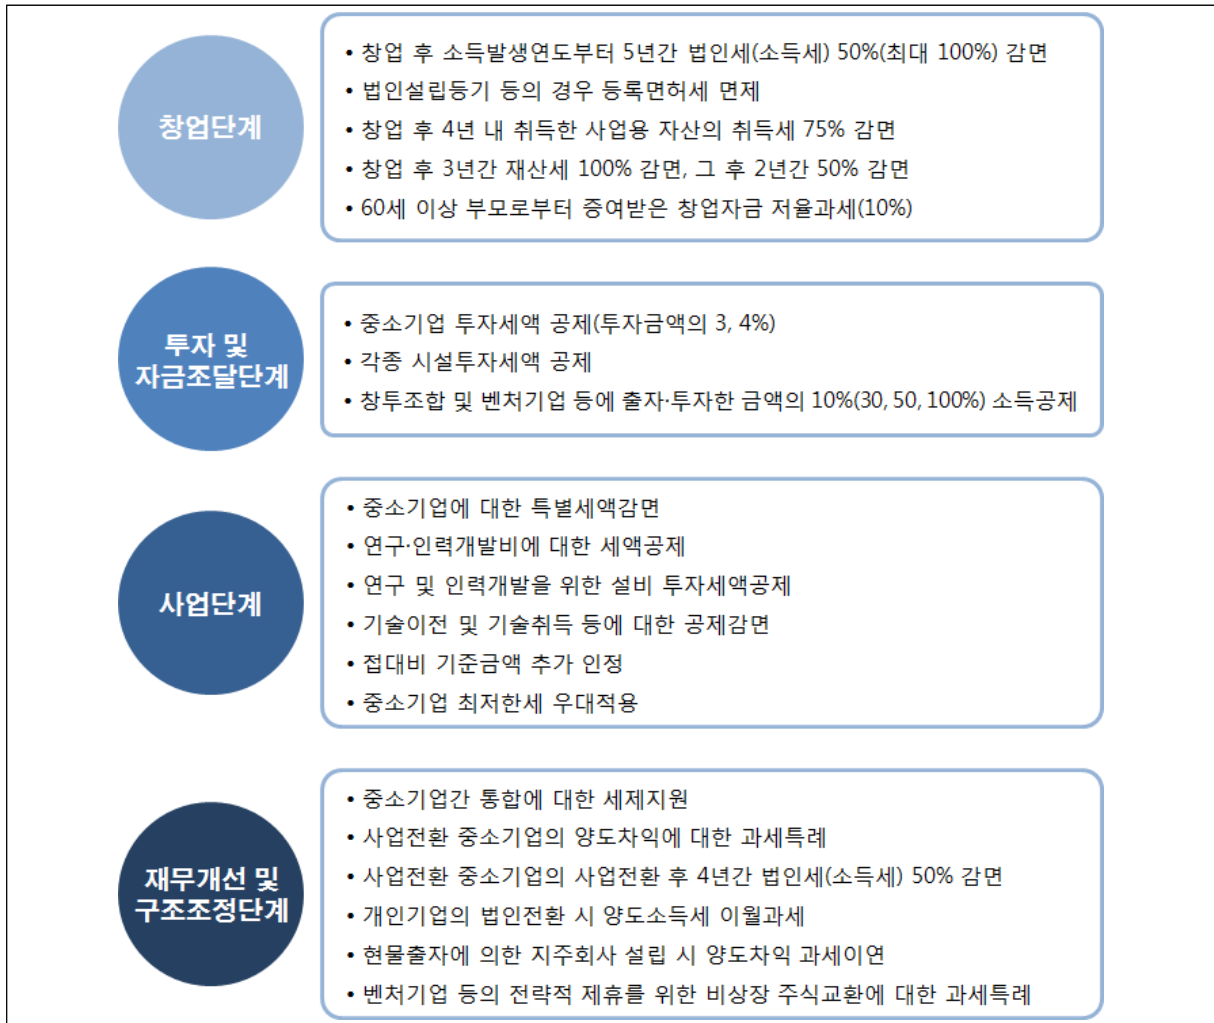 창업단계
• 창업 후 소득발생연도부터 5년간 법인세(소득세) 50%(최대 100%) 감면
• 법인설립등기 등의 경우 등록면허세 면제
• 창업 후 4년 내 취득한 사업용 자산의 취득세 75% 감면
• 창업 후 3년간 재산세 100% 감면, 그 후 2년간 50% 감면
• 60세 이상 부모로부터 증여받은 창업자금 저율과세(10%)
투자 및
자금조달단계
• 중소기업 투자세액 공제(투자금액의 3, 4%)
• 각종 시설투자세액 공제
• 창투조합 및 벤처기업 등에 출자·투자한 금액의 10%(30, 50, 100%) 소득공제
사업단계
• 중소기업에 대한 특별세액감면
• 연구·인력개발비에 대한 세액공제
• 연구 및 인력개발을 위한 설비 투자세액공제
• 기술이전 및 기술취득 등에 대한 공제감면
• 접대비 기준금액 추가 인정
• 중소기업 최저한세 우대적용
재무개선 및
구조조정단계
• 중소기업간 통합에 대한 세제지원
• 사업전환 중소기업의 양도차익에 대한 과세특례
• 사업전환 중소기업의 사업전환 후 4년간 법인세(소득세) 50% 감면
• 개인기업의 법인전환 시 양도소득세 이월과세
• 현물출자에 의한 지주회사 설립 시 양도차익 과세이연
• 벤처기업 등의 전략적 제휴를 위한 비상장 주식교환에 대한 과세특례